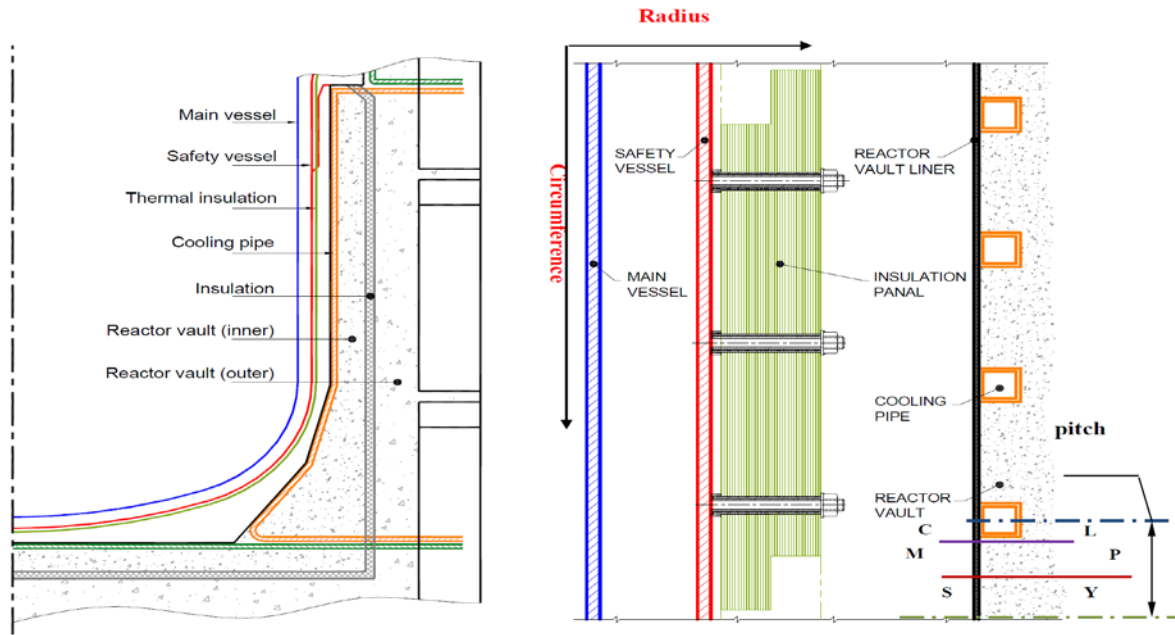 Main vessel
Safety vessel
Thermal insulation
Cooling pipe
Insulation
Reactor vault (inner)
Reactor vault (outer)
Radius
Circumference
SAFETY
VESSEL
MAIN
VESSEL
REACTOR
VAULT LINER
INSULATION
PANAL
COOLING
PIPE
pitch
REACTOR
VAULT
C L
M P
S Y